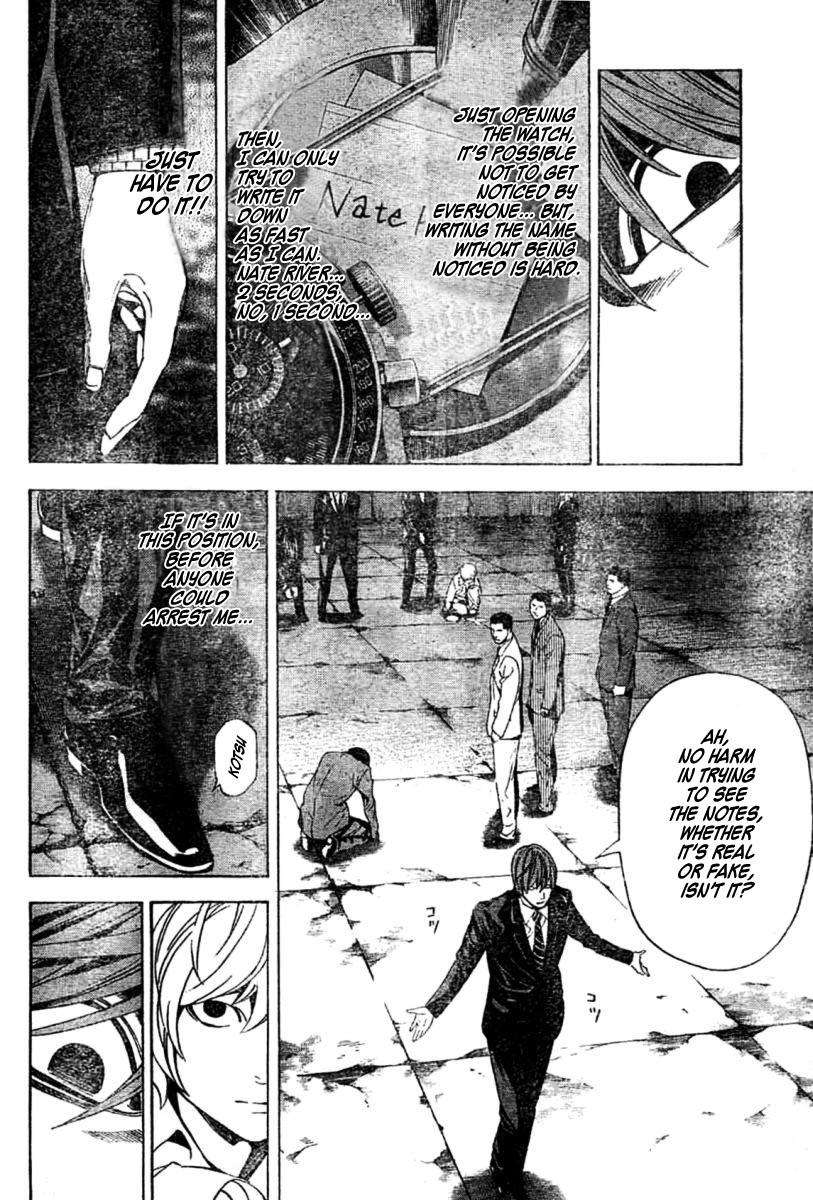 JUST OPENING
THE WATCH,
IT'S POSSIBLE
NOT TO GET
NOTICED BY
EVERYONE... BUT,
WRITING THE NAME
WITHOUT BEING
NOTICED IS HARD.
Nate
THEN,
I CAN ONLY
TRY TO
WRITE IT
DOWN
AS FAST
AS I CAN.
NATE RIVER...
2 SECONDS,
NO, 1 SECOND...
JUST
HAVE TO
DO IT!!
AH,
NO HARM
IN TRYING
TO SEE
THE NOTES,
WHETHER
IT'S REAL
OR FAKE,
ISN'T IT?
コツ
コツ
IF IT'S IN
THIS POSITION,
BEFORE
ANYONE
COULD
ARREST ME...
KOTSU